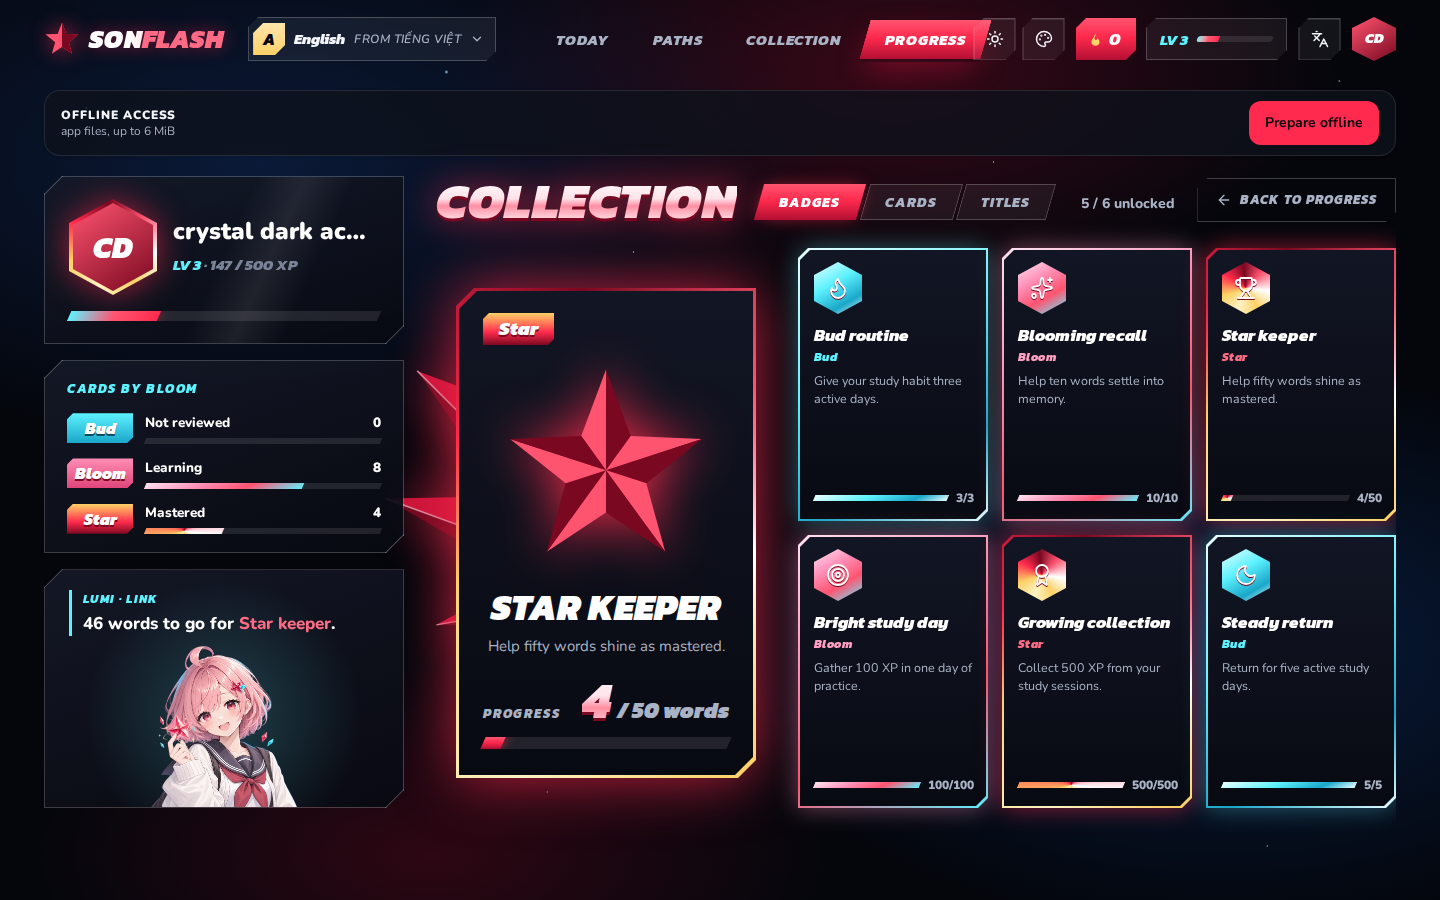 SONFLASH
A English FROM TIẾNG VIỆT
TODAY PATHS COLLECTION PROGRESS
0
LV 3
CD
OFFLINE ACCESS
app files, up to 6 MiB
Prepare offline
CD
crystal dark ac...
LV 3 · 147 / 500 XP
CARDS BY BLOOM
Bud Not reviewed 0
Bloom Learning 8
Star Mastered 4
LUMI · LINK
46 words to go for Star keeper.
COLLECTION
BADGES CARDS TITLES
5 / 6 unlocked
BACK TO PROGRESS
Star
STAR KEEPER
Help fifty words shine as mastered.
PROGRESS 4 / 50 words
Bud routine
Bud
Give your study habit three
active days.
3/3
Blooming recall
Bloom
Help ten words settle into
memory.
10/10
Star keeper
Star
Help fifty words shine as
mastered.
4/50
Bright study day
Bloom
Gather 100 XP in one day of
practice.
100/100
Growing collection
Star
Collect 500 XP from your
study sessions.
500/500
Steady return
Bud
Return for five active study
days.
5/5